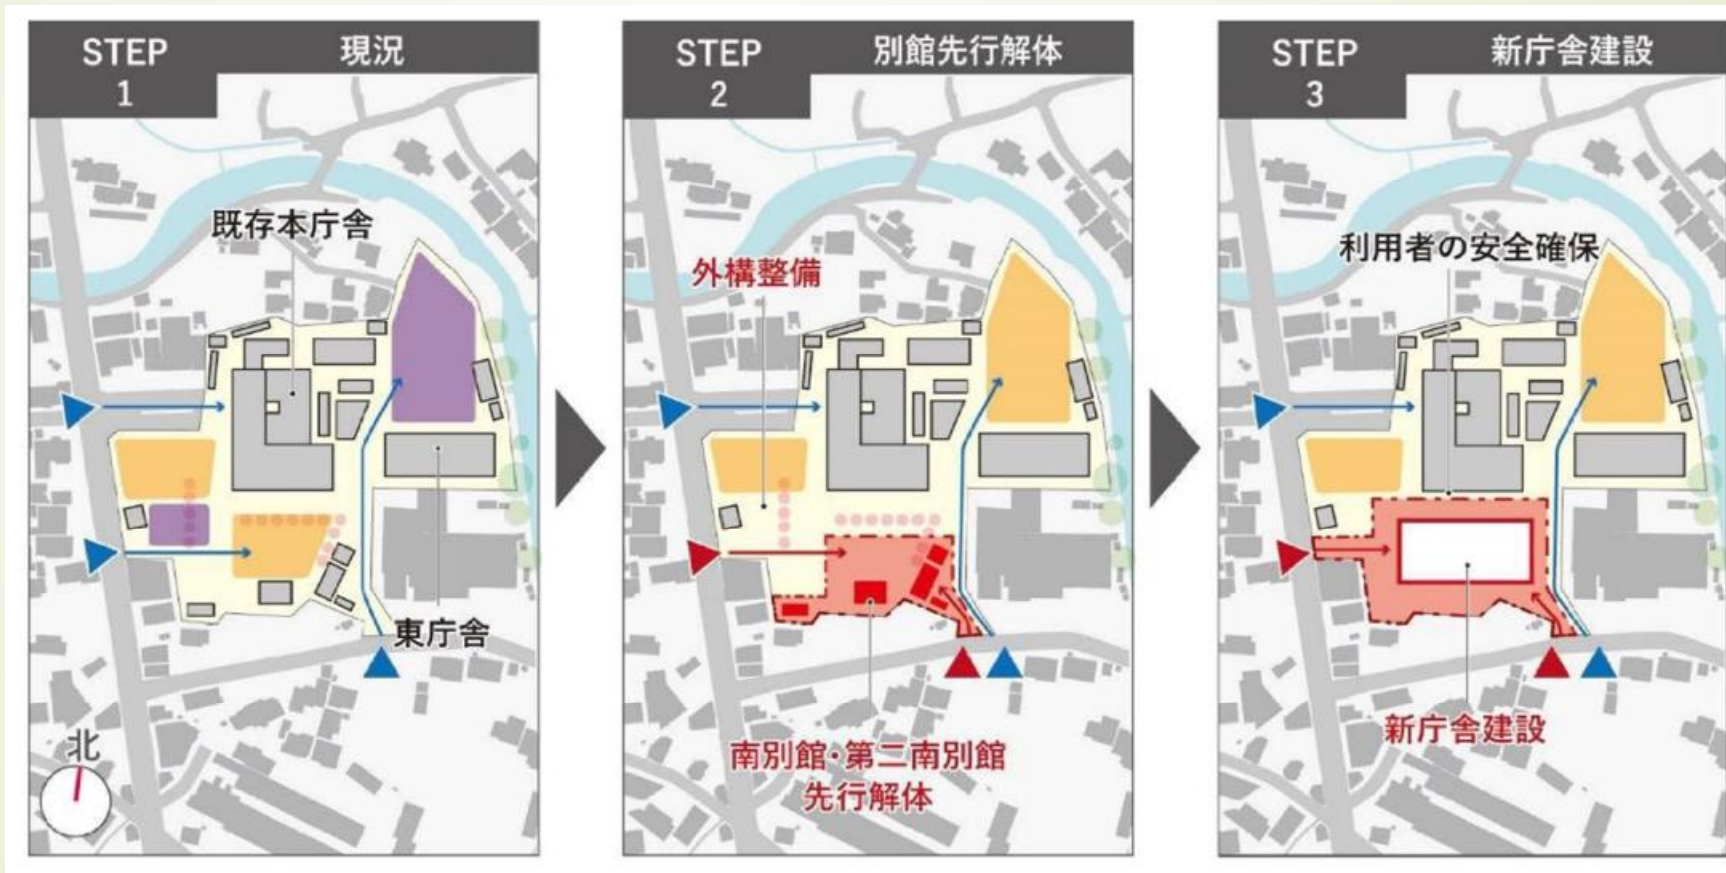 STEP
1
現況
既存本庁舎
東庁舎
北
STEP
2
別館先行解体
外構整備
南別館・第二南別館
先行解体
STEP
3
新庁舎建設
利用者の安全確保
新庁舎建設